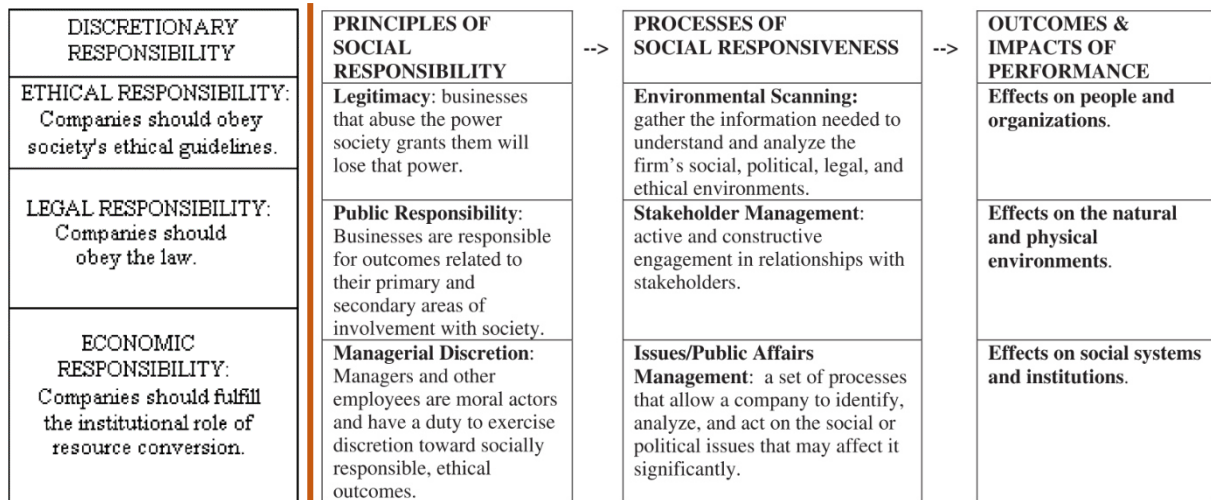 DISCRETIONARY
RESPONSIBILITY
ETHICAL RESPONSIBILITY:
Companies should obey
society's ethical guidelines.
LEGAL RESPONSIBILITY:
Companies should
obey the law.
ECONOMIC
RESPONSIBILITY:
Companies should fulfill
the institutional role of
resource conversion.
PRINCIPLES OF
SOCIAL
RESPONSIBILITY
-->
PROCESSES OF
SOCIAL RESPONSIVENESS
-->
OUTCOMES &
IMPACTS OF
PERFORMANCE
Legitimacy: businesses
that abuse the power
society grants them will
lose that power.
Environmental Scanning:
gather the information needed to
understand and analyze the
firm’s social, political, legal, and
ethical environments.
Effects on people and
organizations.
Public Responsibility:
Businesses are responsible
for outcomes related to
their primary and
secondary areas of
involvement with society.
Stakeholder Management:
active and constructive
engagement in relationships with
stakeholders.
Effects on the natural
and physical
environments.
Managerial Discretion:
Managers and other
employees are moral actors
and have a duty to exercise
discretion toward socially
responsible, ethical
outcomes.
Issues/Public Affairs
Management: a set of processes
that allow a company to identify,
analyze, and act on the social or
political issues that may affect it
significantly.
Effects on social systems
and institutions.